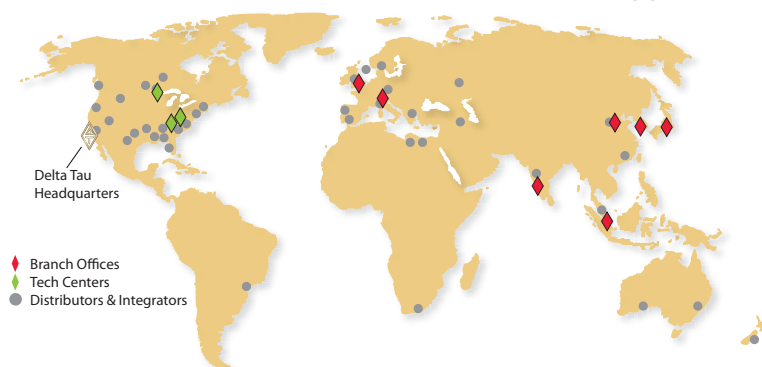 Delta Tau
Headquarters
Branch Offices
Tech Centers
Distributors & Integrators